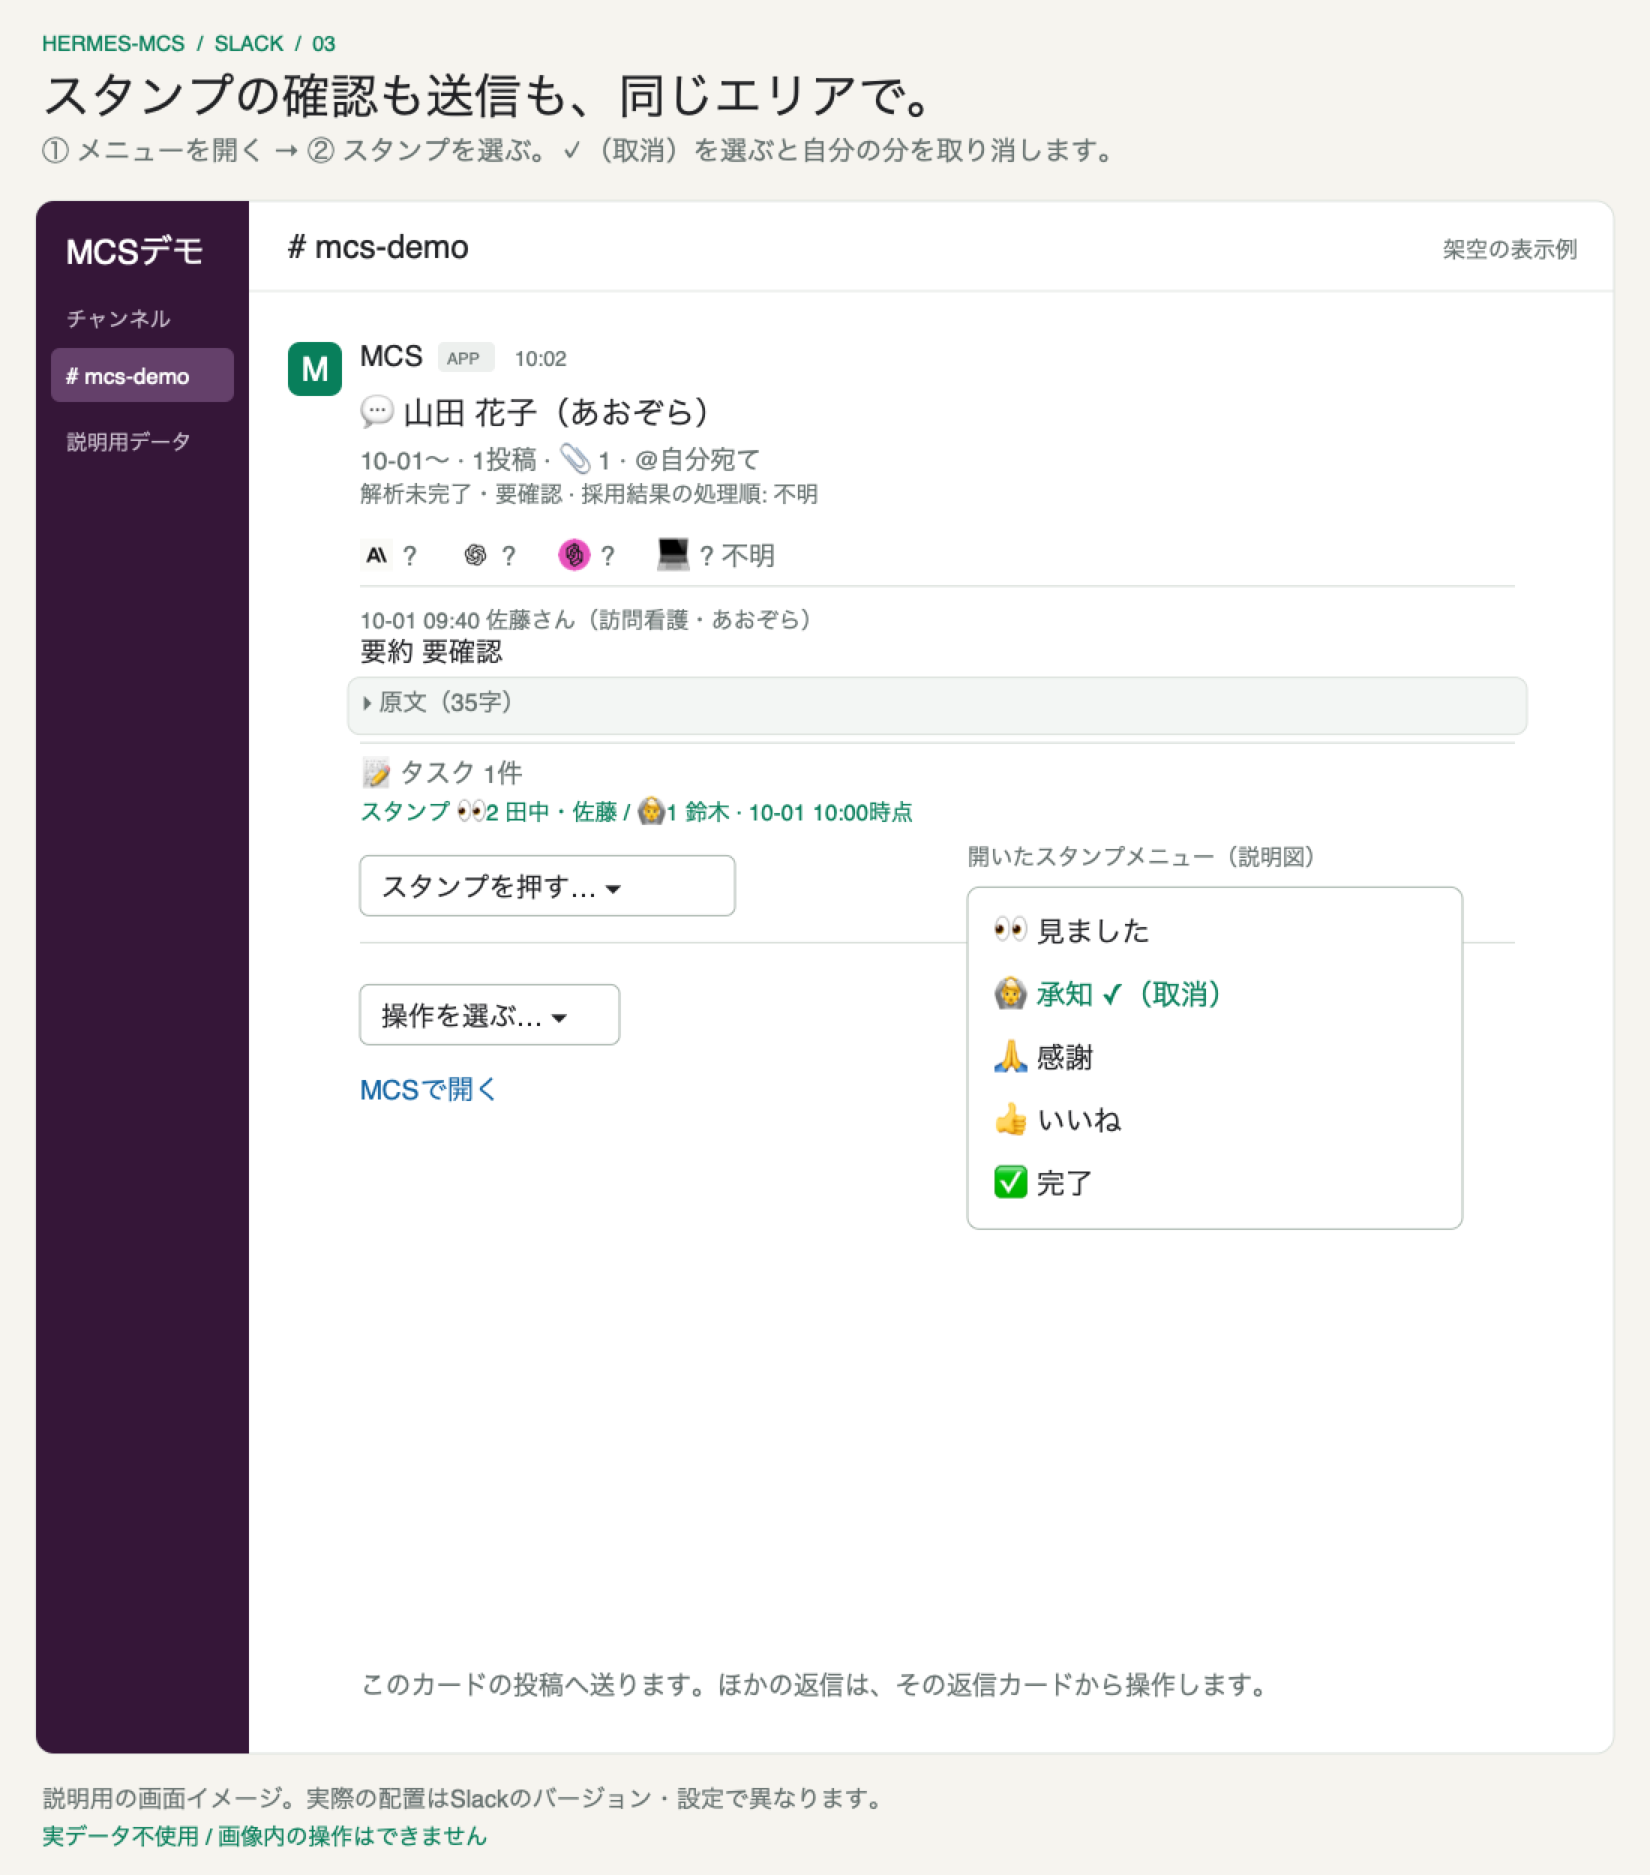 HERMES-MCS / SLACK / 03
スタンプの確認も送信も、同じエリアで。
① メニューを開く → ② スタンプを選ぶ。✓（取消）を選ぶと自分の分を取り消します。
MCSデモ
チャンネル
# mcs-demo
説明用データ
# mcs-demo
架空の表示例
M
MCS APP 10:02
💬 山田 花子（あおぞら）
10-01〜 · 1投稿 · 📎 1 · @自分宛て
解析未完了・要確認 · 採用結果の処理順: 不明
A\ ? ? ? 💻 ? 不明
10-01 09:40 佐藤さん（訪問看護・あおぞら）
要約 要確認
▸ 原文（35字）
📝 タスク 1件
スタンプ 👀2 田中・佐藤 / 🙆1 鈴木 · 10-01 10:00時点
スタンプを押す… ▾
操作を選ぶ… ▾
MCSで開く
開いたスタンプメニュー（説明図）
👀 見ました
🙆 承知 ✓（取消）
🙏 感謝
👍 いいね
✅ 完了
このカードの投稿へ送ります。ほかの返信は、その返信カードから操作します。
説明用の画面イメージ。実際の配置はSlackのバージョン・設定で異なります。
実データ不使用 / 画像内の操作はできません